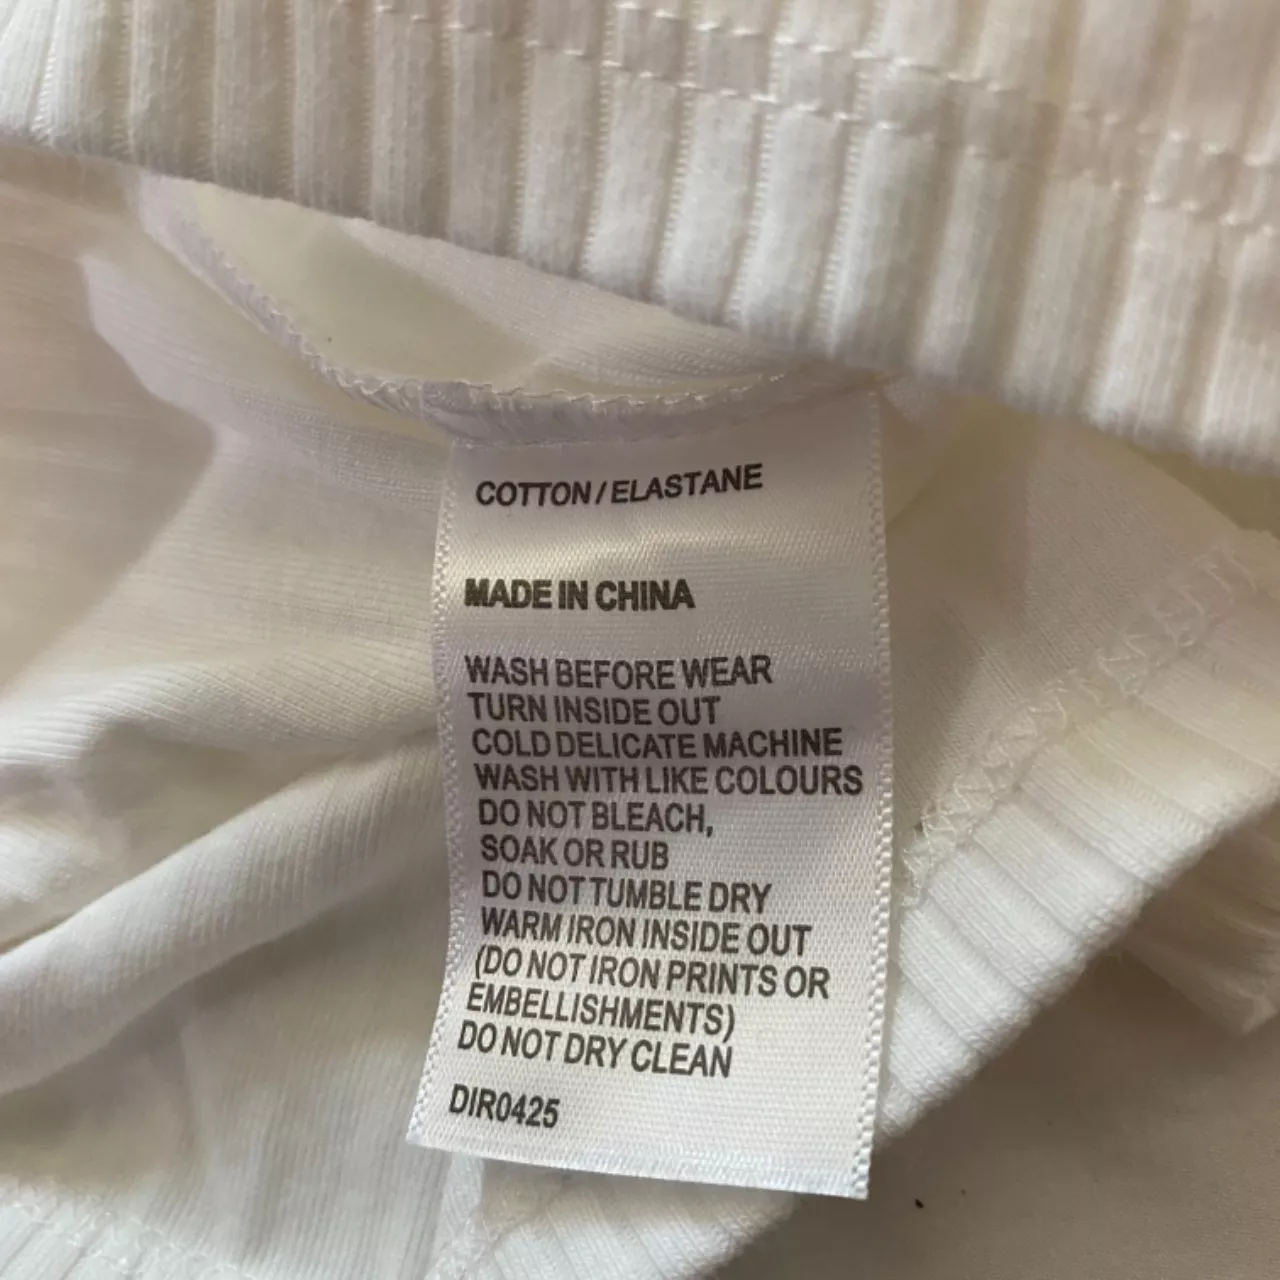 COTTON/ELASTANE
MADE IN CHINA
WASH BEFORE WEAR
TURN INSIDE OUT
COLD DELICATE MACHINE
WASH WITH LIKE COLOURS
DO NOT BLEACH,
SOAK OR RUB
DO NOT TUMBLE DRY
WARM IRON INSIDE OUT
(DO NOT IRON PRINTS OR
EMBELLISHMENTS)
DO NOT DRY CLEAN
DIR0425